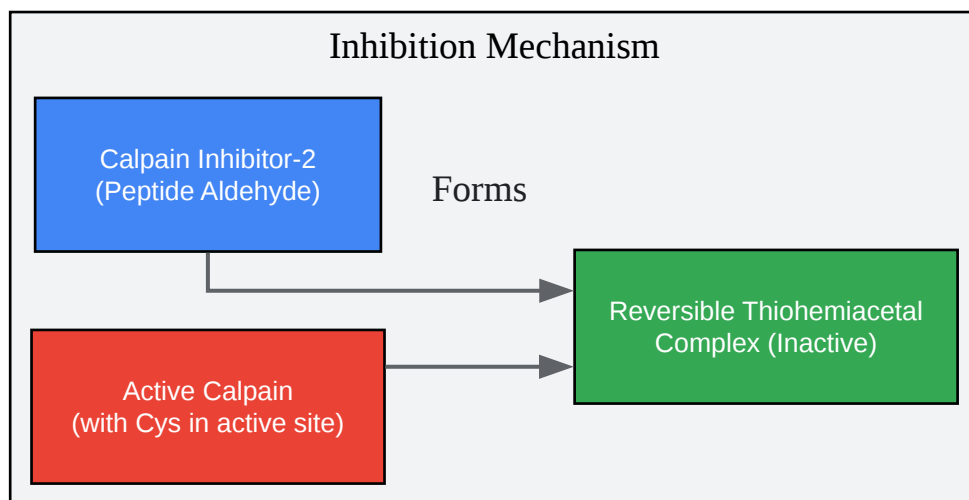 Inhibition Mechanism
Calpain Inhibitor-2
(Peptide Aldehyde)
Forms
Reversible Thiohemiacetal
Complex (Inactive)
Active Calpain
(with Cys in active site)